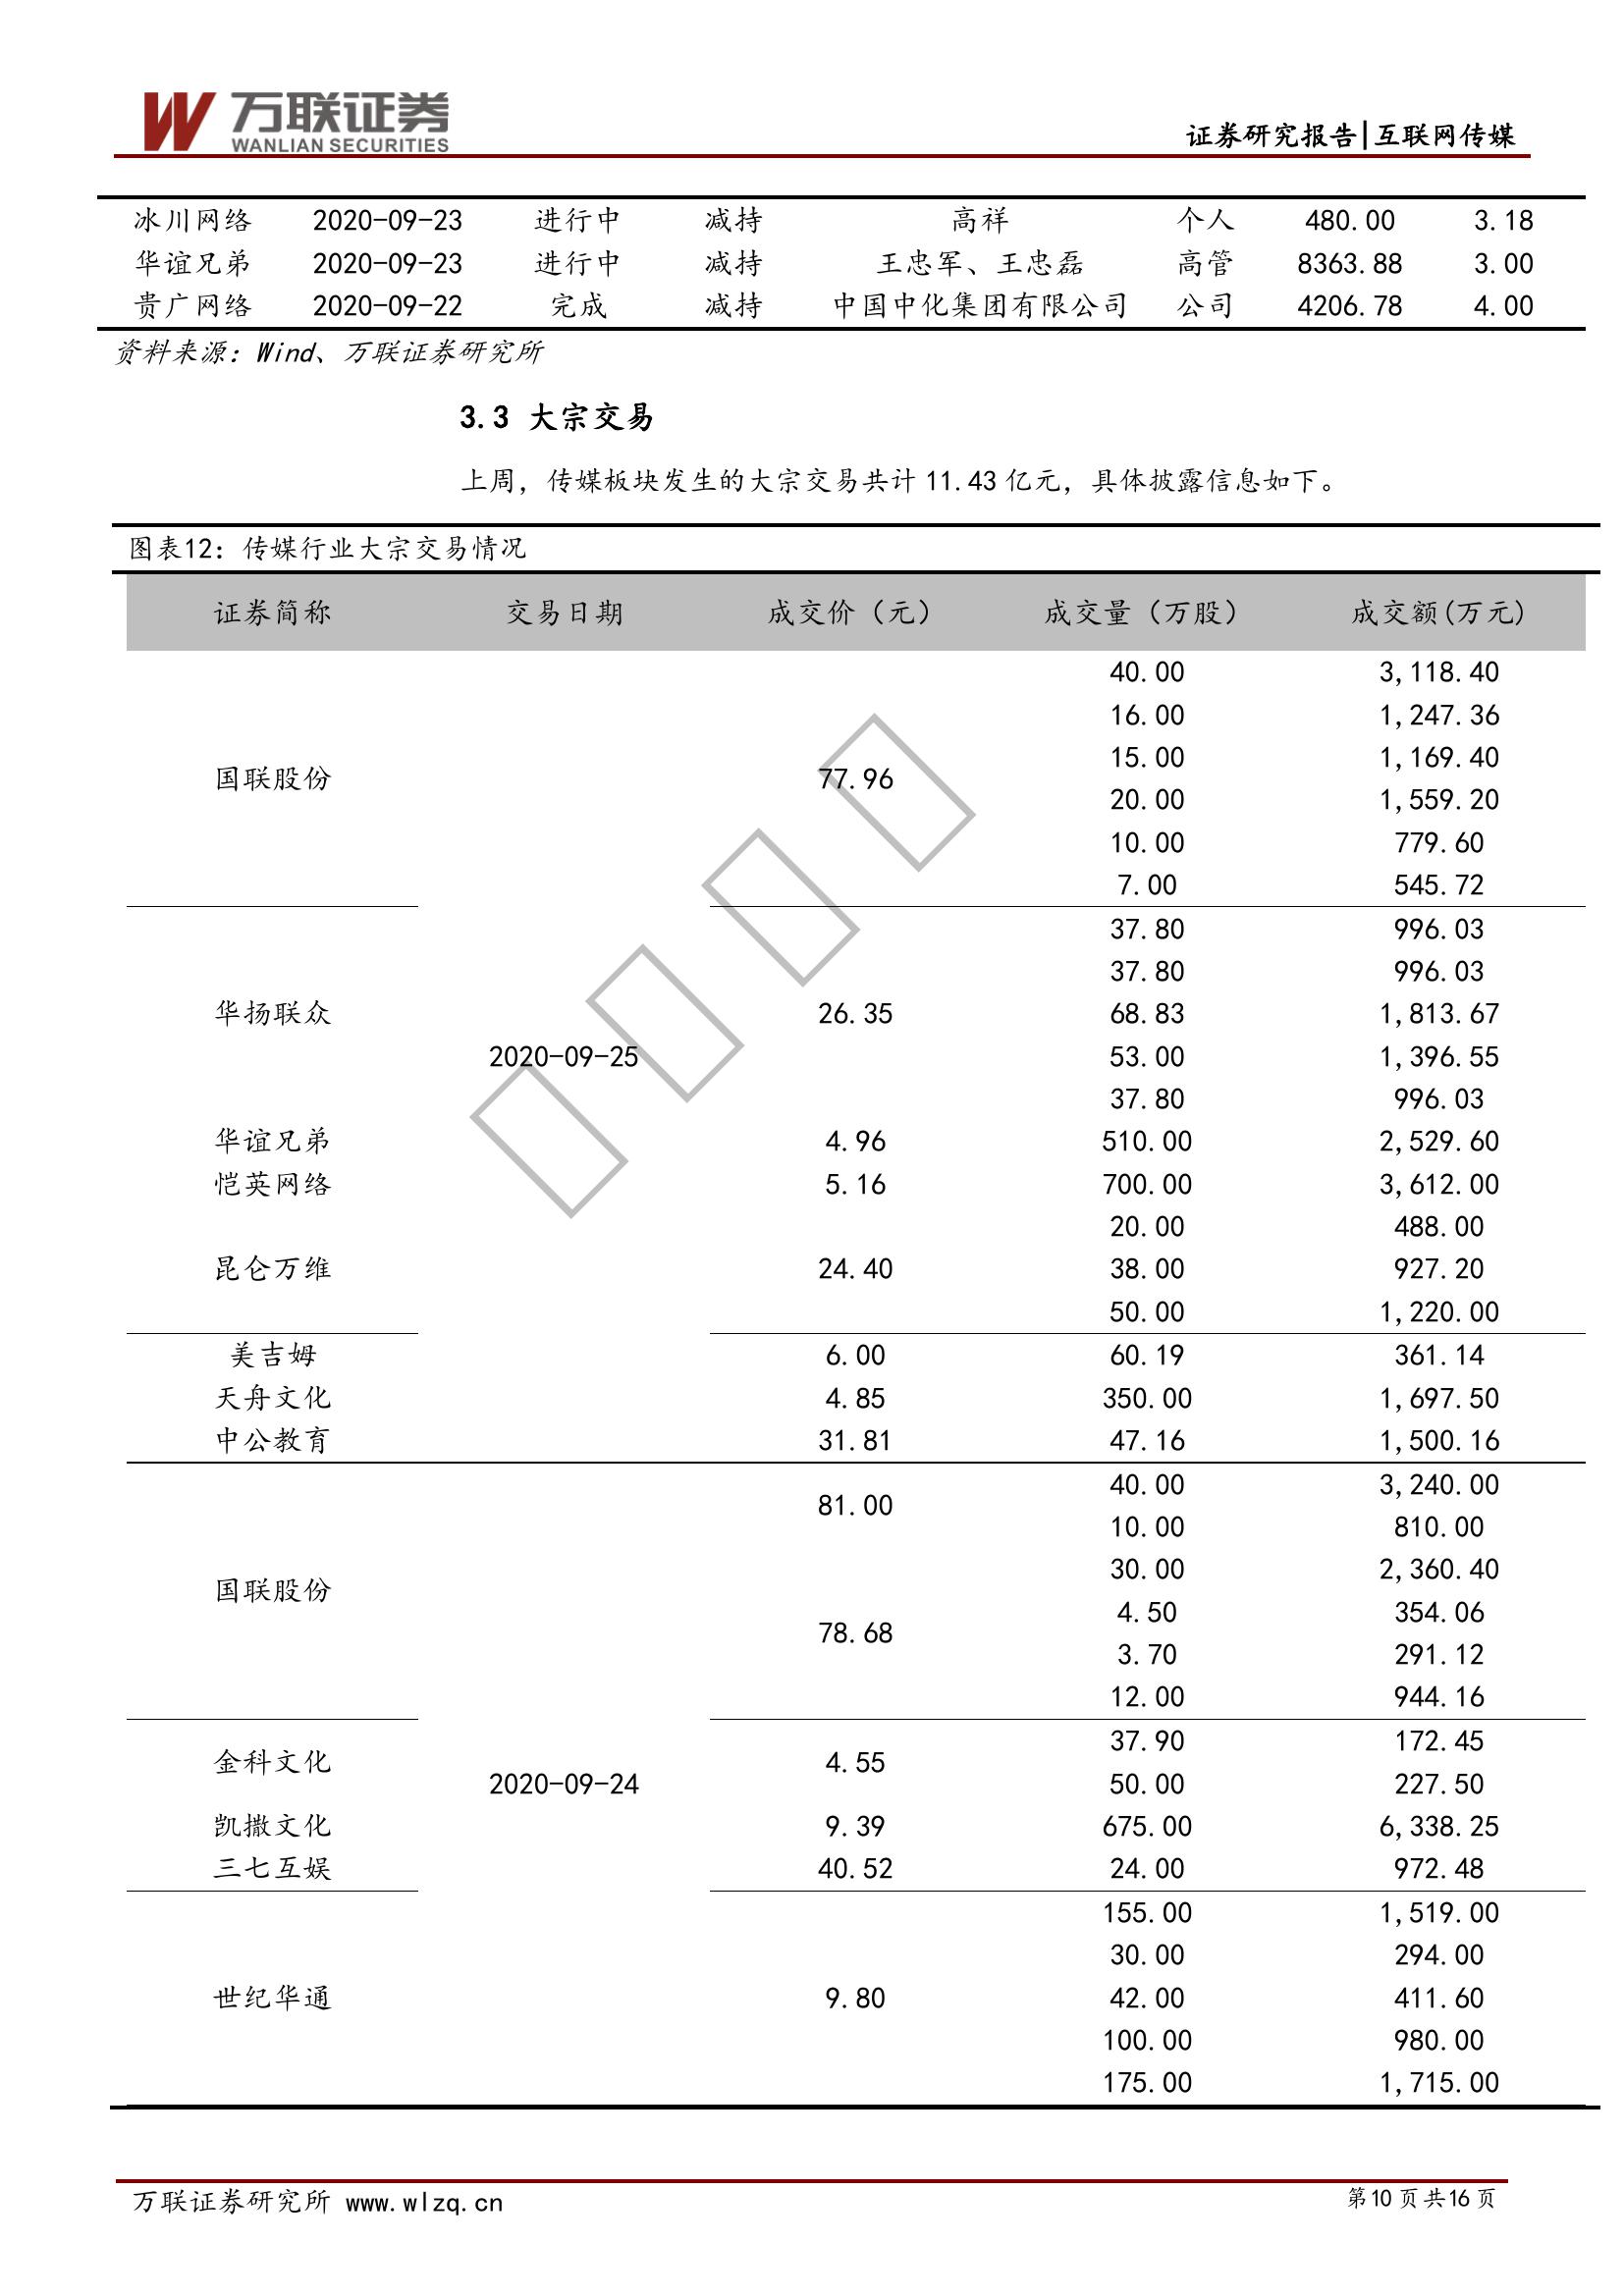 万联证券
WANLIAN SECURITIES
证券研究报告|互联网传媒
冰川网络 2020-09-23 进行中 减持 高祥 个人 480.00 3.18
华谊兄弟 2020-09-23 进行中 减持 王忠军、王忠磊 高管 8363.88 3.00
贵广网络 2020-09-22 完成 减持 中国中化集团有限公司 公司 4206.78 4.00
资料来源：Wind、万联证券研究所
3.3 大宗交易
上周，传媒板块发生的大宗交易共计 11.43 亿元，具体披露信息如下。
图表12：传媒行业大宗交易情况
证券简称 交易日期 成交价（元） 成交量（万股） 成交额(万元)
40.00 3,118.40
16.00 1,247.36
15.00 1,169.40
国联股份 77.96
20.00 1,559.20
10.00 779.60
7.00 545.72
37.80 996.03
37.80 996.03
华扬联众 26.35 68.83 1,813.67
2020-09-25 53.00 1,396.55
37.80 996.03
华谊兄弟 4.96 510.00 2,529.60
恺英网络 5.16 700.00 3,612.00
20.00 488.00
昆仑万维 24.40 38.00 927.20
50.00 1,220.00
美吉姆 6.00 60.19 361.14
天舟文化 4.85 350.00 1,697.50
中公教育 31.81 47.16 1,500.16
40.00 3,240.00
81.00
10.00 810.00
30.00 2,360.40
国联股份
4.50 354.06
78.68
3.70 291.12
12.00 944.16
37.90 172.45
金科文化 4.55
2020-09-24 50.00 227.50
凯撒文化 9.39 675.00 6,338.25
三七互娱 40.52 24.00 972.48
155.00 1,519.00
30.00 294.00
世纪华通 9.80 42.00 411.60
100.00 980.00
175.00 1,715.00
万联证券研究所 www.wlzq.cn 第10页共16页